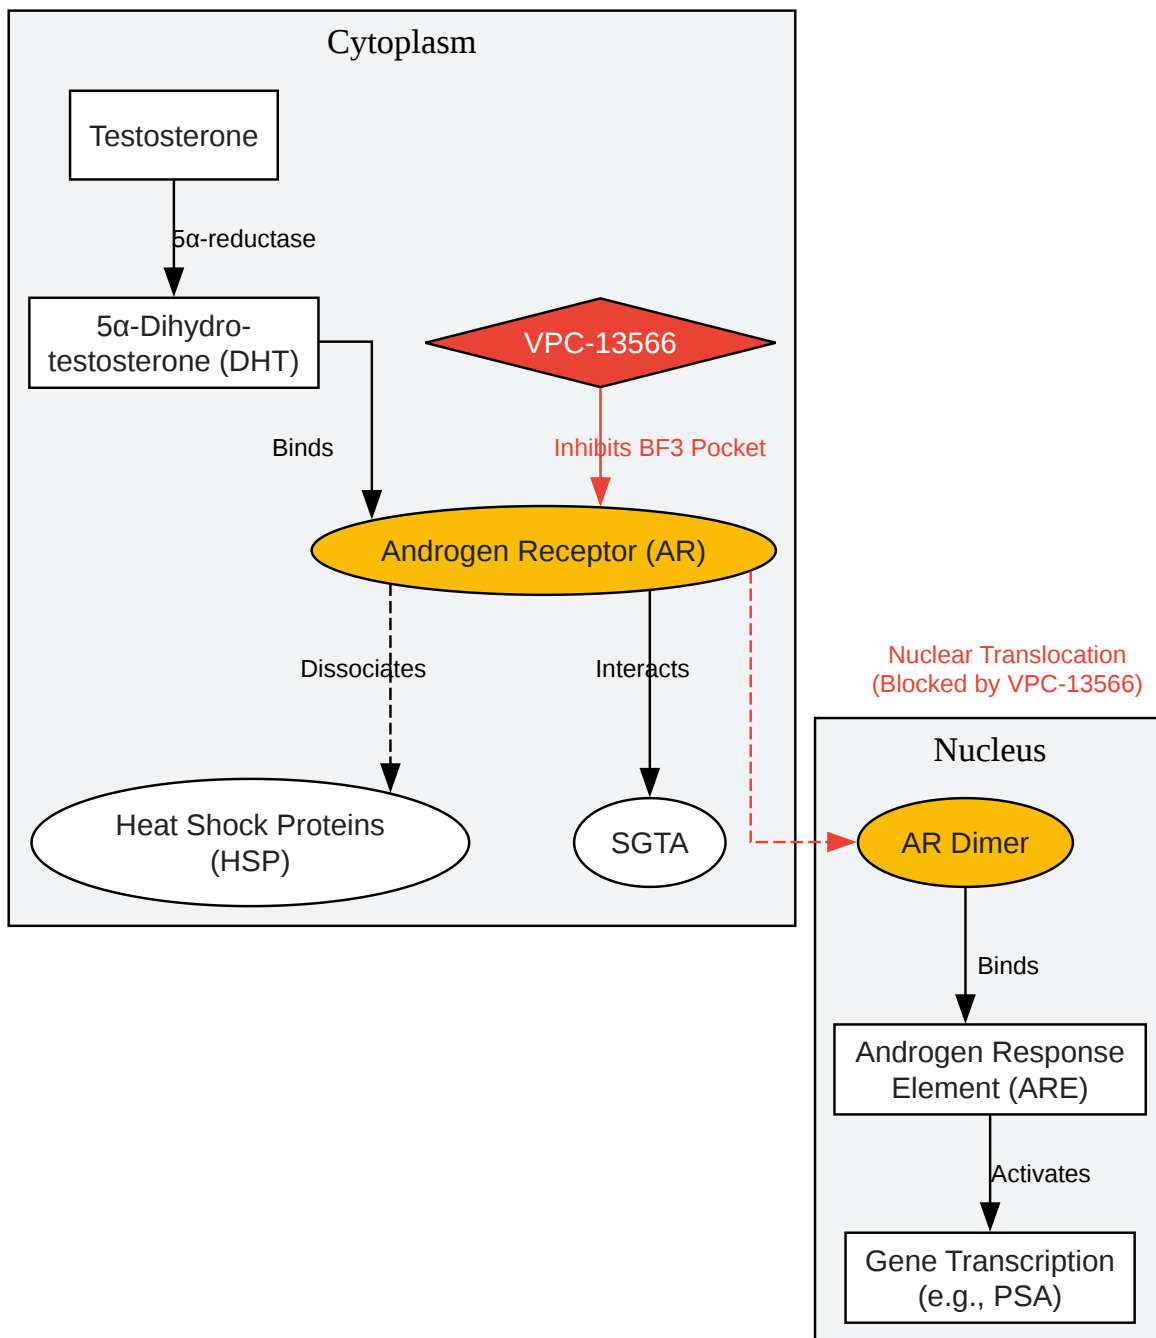 Cytoplasm
Testosterone
5α-reductase
5α-Dihydro-
testosterone (DHT)
VPC-13566
Binds
Inhibits BF3 Pocket
Androgen Receptor (AR)
Dissociates
Interacts
Heat Shock Proteins
(HSP)
SGTA
Nuclear Translocation
(Blocked by VPC-13566)
Nucleus
AR Dimer
Binds
Androgen Response
Element (ARE)
Activates
Gene Transcription
(e.g., PSA)